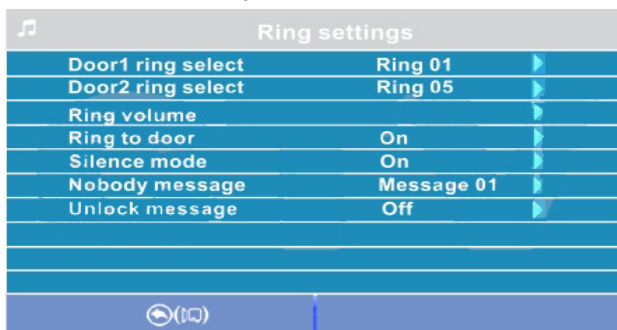 Ring settings
Door1 ring select Ring 01
Door2 ring select Ring 05
Ring volume
Ring to door On
Silence mode On
Nobody message Message 01
Unlock message Off